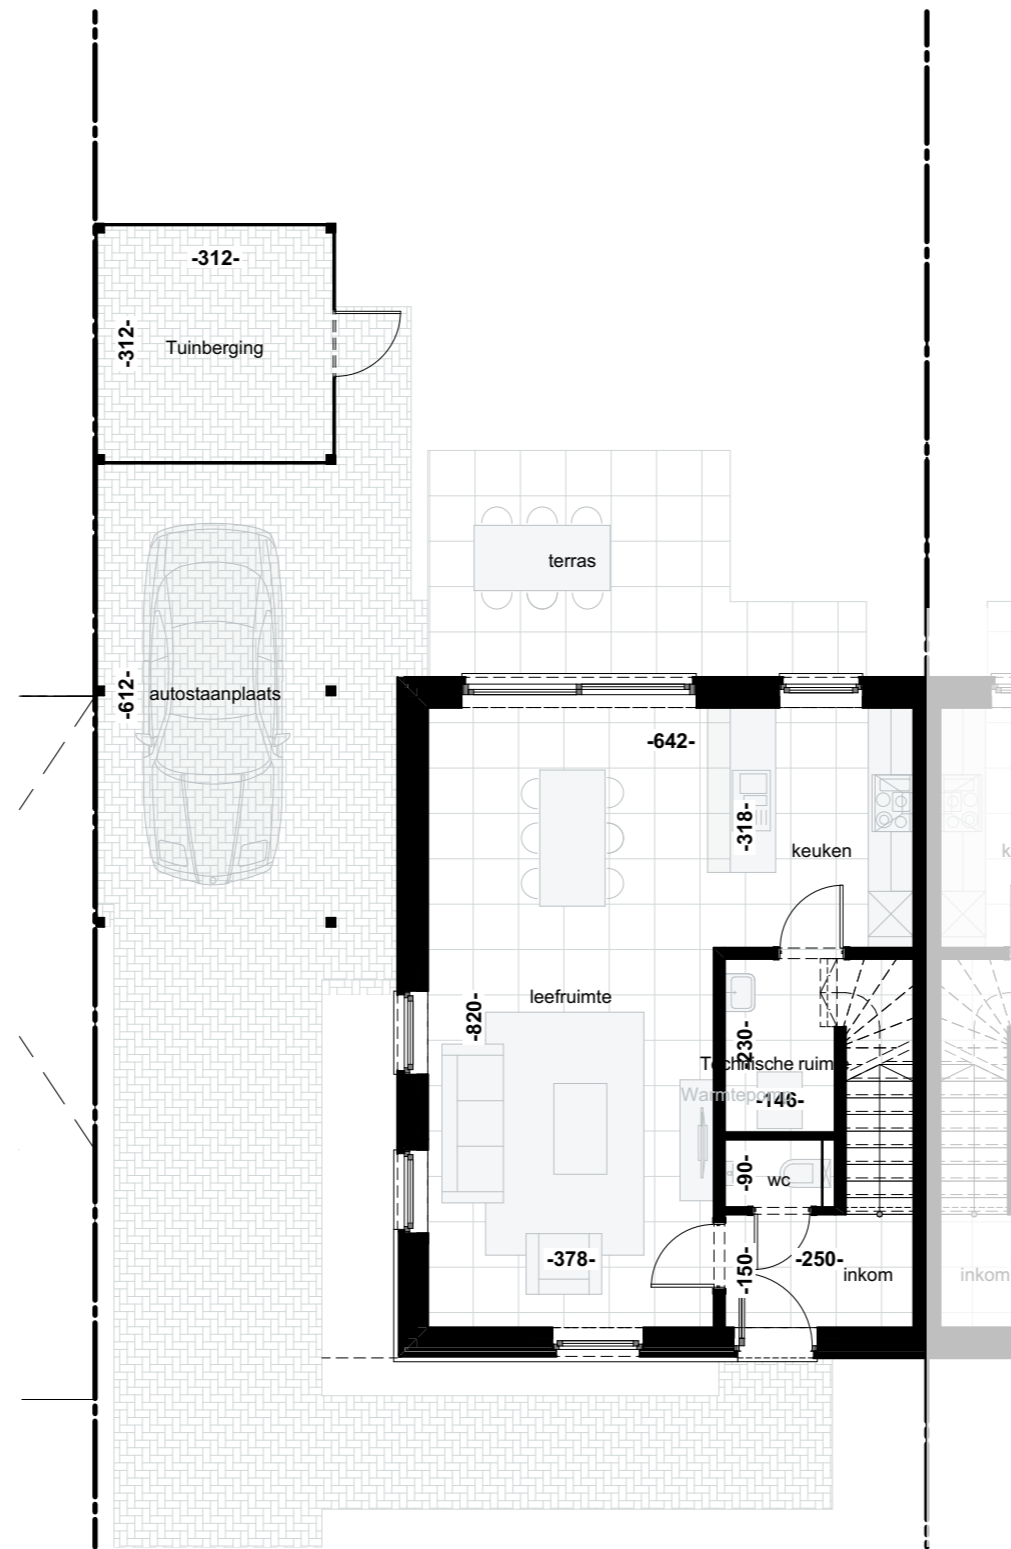 -312-
-312-
Tuinberging
terras
-612-
autostaanplaats
-642-
-318-
keuken
k
leefruimte
-820-
-230-
Technische ruimte
Warmtepomp
-146-
-90-
wc
-378-
-150-
-250-
inkom
inkom